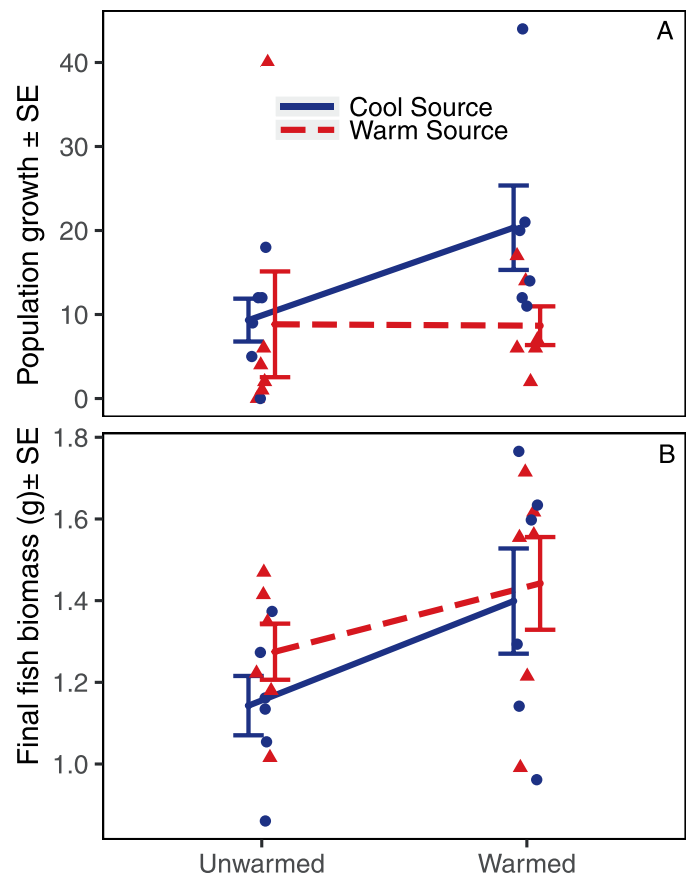 A
Population growth ± SE
40
30
20
10
0
Cool Source
Warm Source
B
Final fish biomass (g)± SE
1.8
1.6
1.4
1.2
1.0
Unwarmed
Warmed